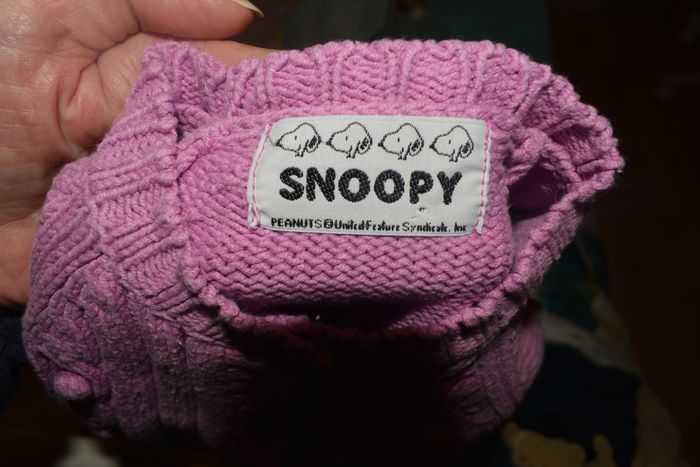 SNOOPY
PEANUTS © United Feature Syndicate, Inc